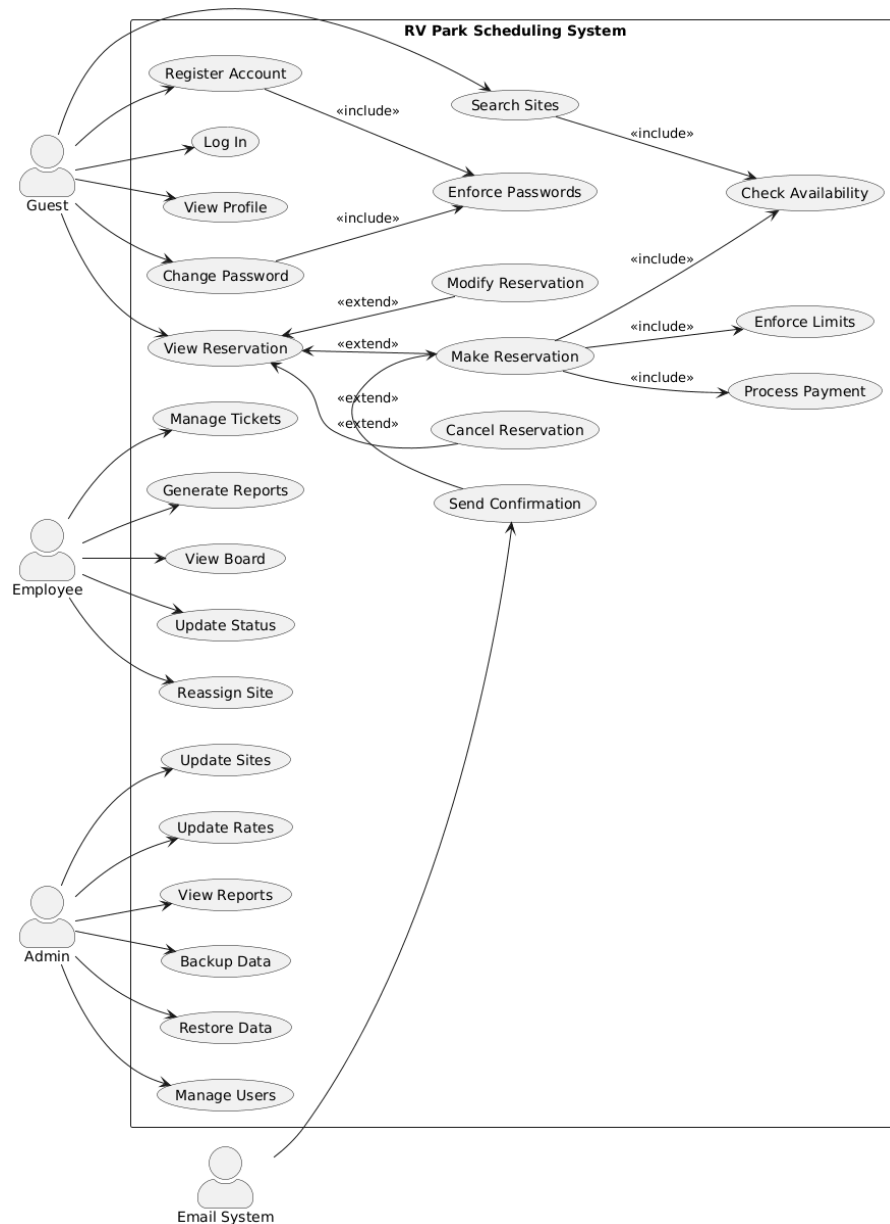 RV Park Scheduling System
Register Account
«include»
Search Sites
«include»
Log In
Guest
View Profile
«include»
Enforce Passwords
Check Availability
Change Password
«extend»
Modify Reservation
«include»
View Reservation
«extend»
Make Reservation
«include»
Enforce Limits
«include»
Process Payment
«extend»
Manage Tickets
«extend»
Cancel Reservation
Generate Reports
Send Confirmation
View Board
Employee
Update Status
Reassign Site
Update Sites
Update Rates
View Reports
Admin
Backup Data
Restore Data
Manage Users
Email System